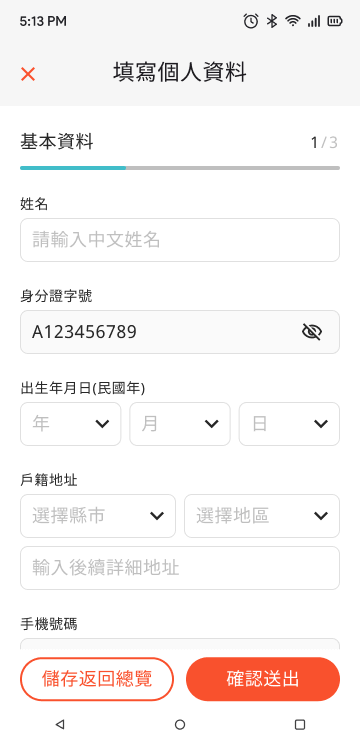 5:13 PM
填寫個人資料
基本資料
1/3
姓名
請輸入中文姓名
身分證字號
A123456789
出生年月日(民國年)
年 月 日
戶籍地址
選擇縣市 選擇地區
輸入後續詳細地址
手機號碼
儲存返回總覽 確認送出